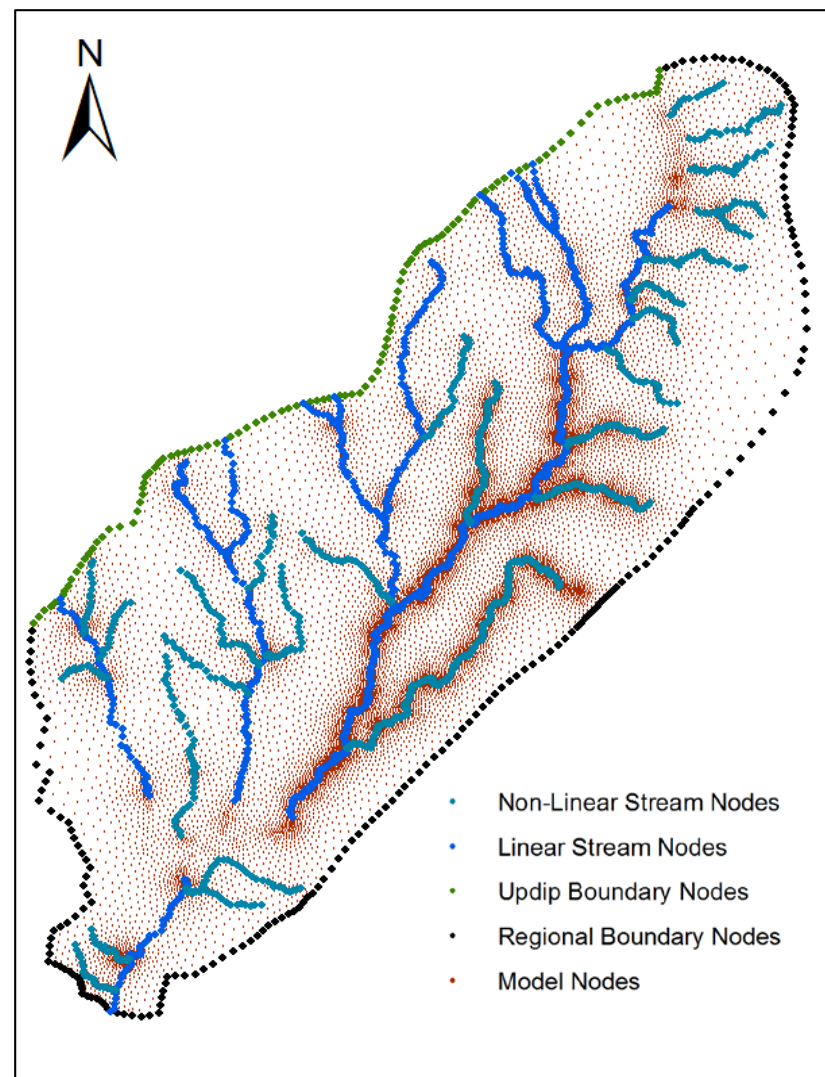 N
Non-Linear Stream Nodes
Linear Stream Nodes
Updip Boundary Nodes
Regional Boundary Nodes
Model Nodes